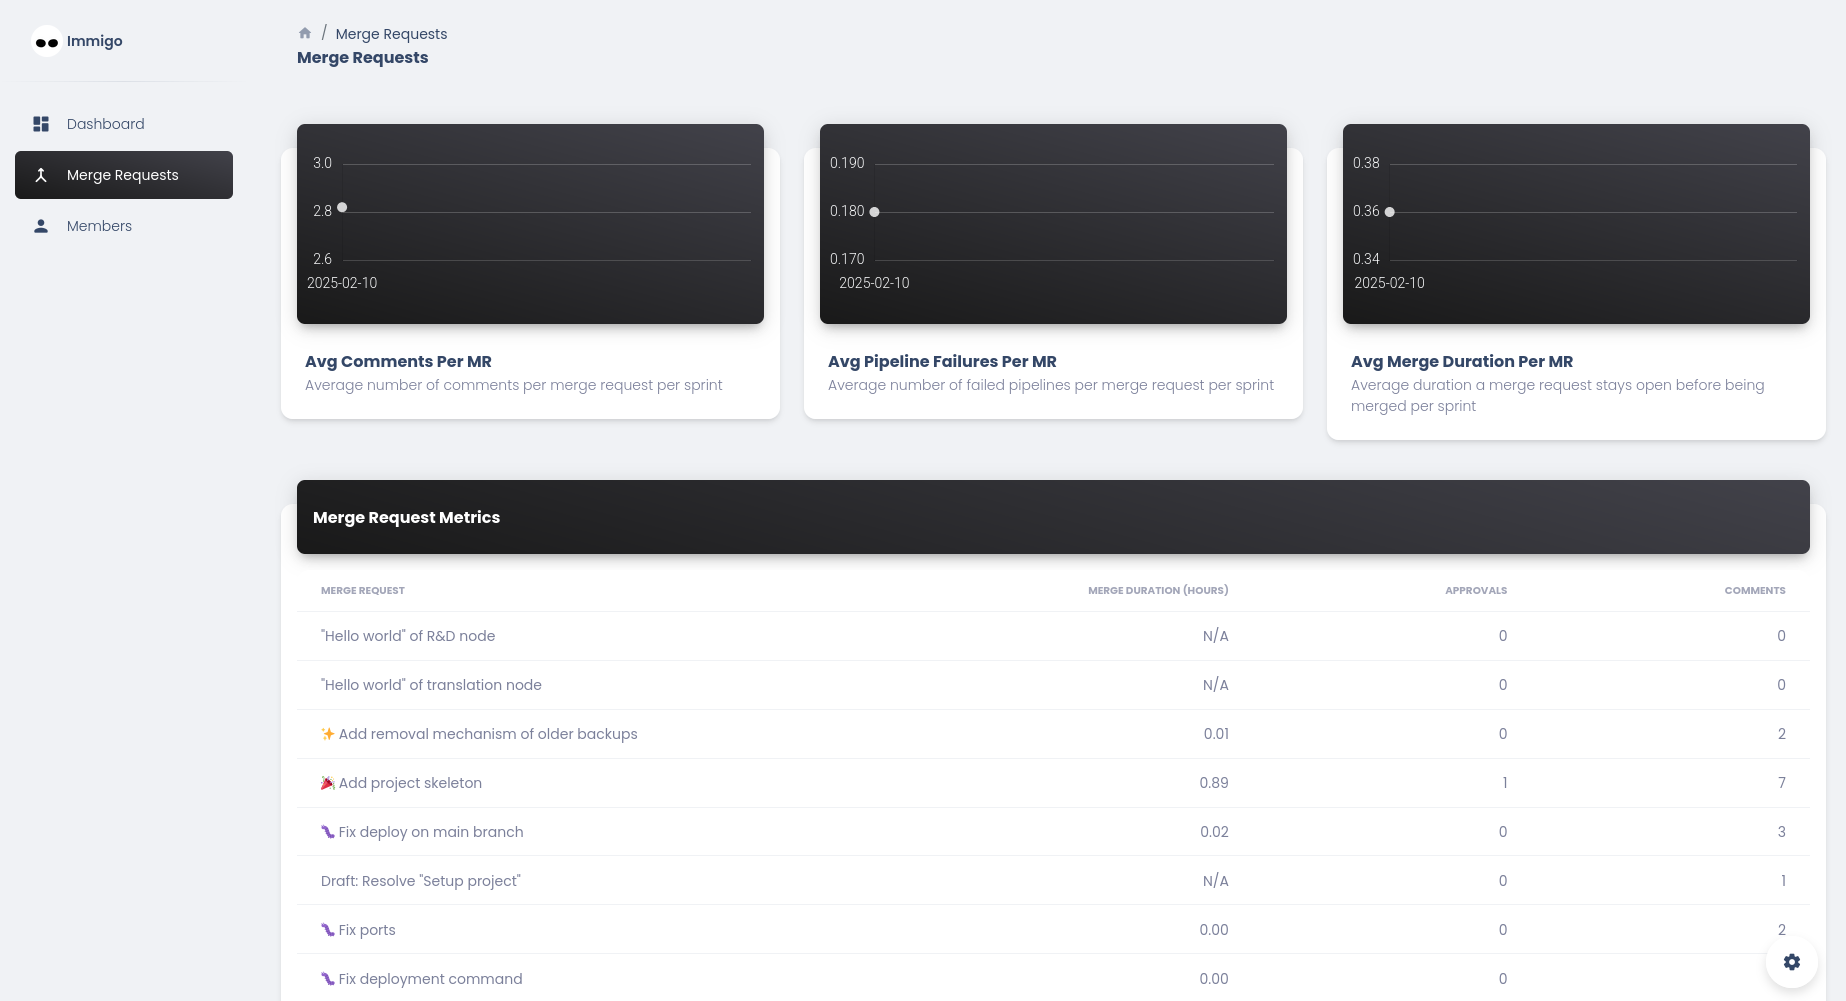 Immigo
Dashboard
Merge Requests
Members
/ Merge Requests
Merge Requests
3.0
2.8
2.6
2025-02-10
Avg Comments Per MR
Average number of comments per merge request per sprint
0.190
0.180
0.170
2025-02-10
Avg Pipeline Failures Per MR
Average number of failed pipelines per merge request per sprint
0.38
0.36
0.34
2025-02-10
Avg Merge Duration Per MR
Average duration a merge request stays open before being
merged per sprint
Merge Request Metrics
MERGE REQUEST MERGE DURATION (HOURS) APPROVALS COMMENTS
"Hello world" of R&D node N/A 0 0
"Hello world" of translation node N/A 0 0
✨ Add removal mechanism of older backups 0.01 0 2
🎉 Add project skeleton 0.89 1 7
🐛 Fix deploy on main branch 0.02 0 3
Draft: Resolve "Setup project" N/A 0 1
🐛 Fix ports 0.00 0 2
🐛 Fix deployment command 0.00 0